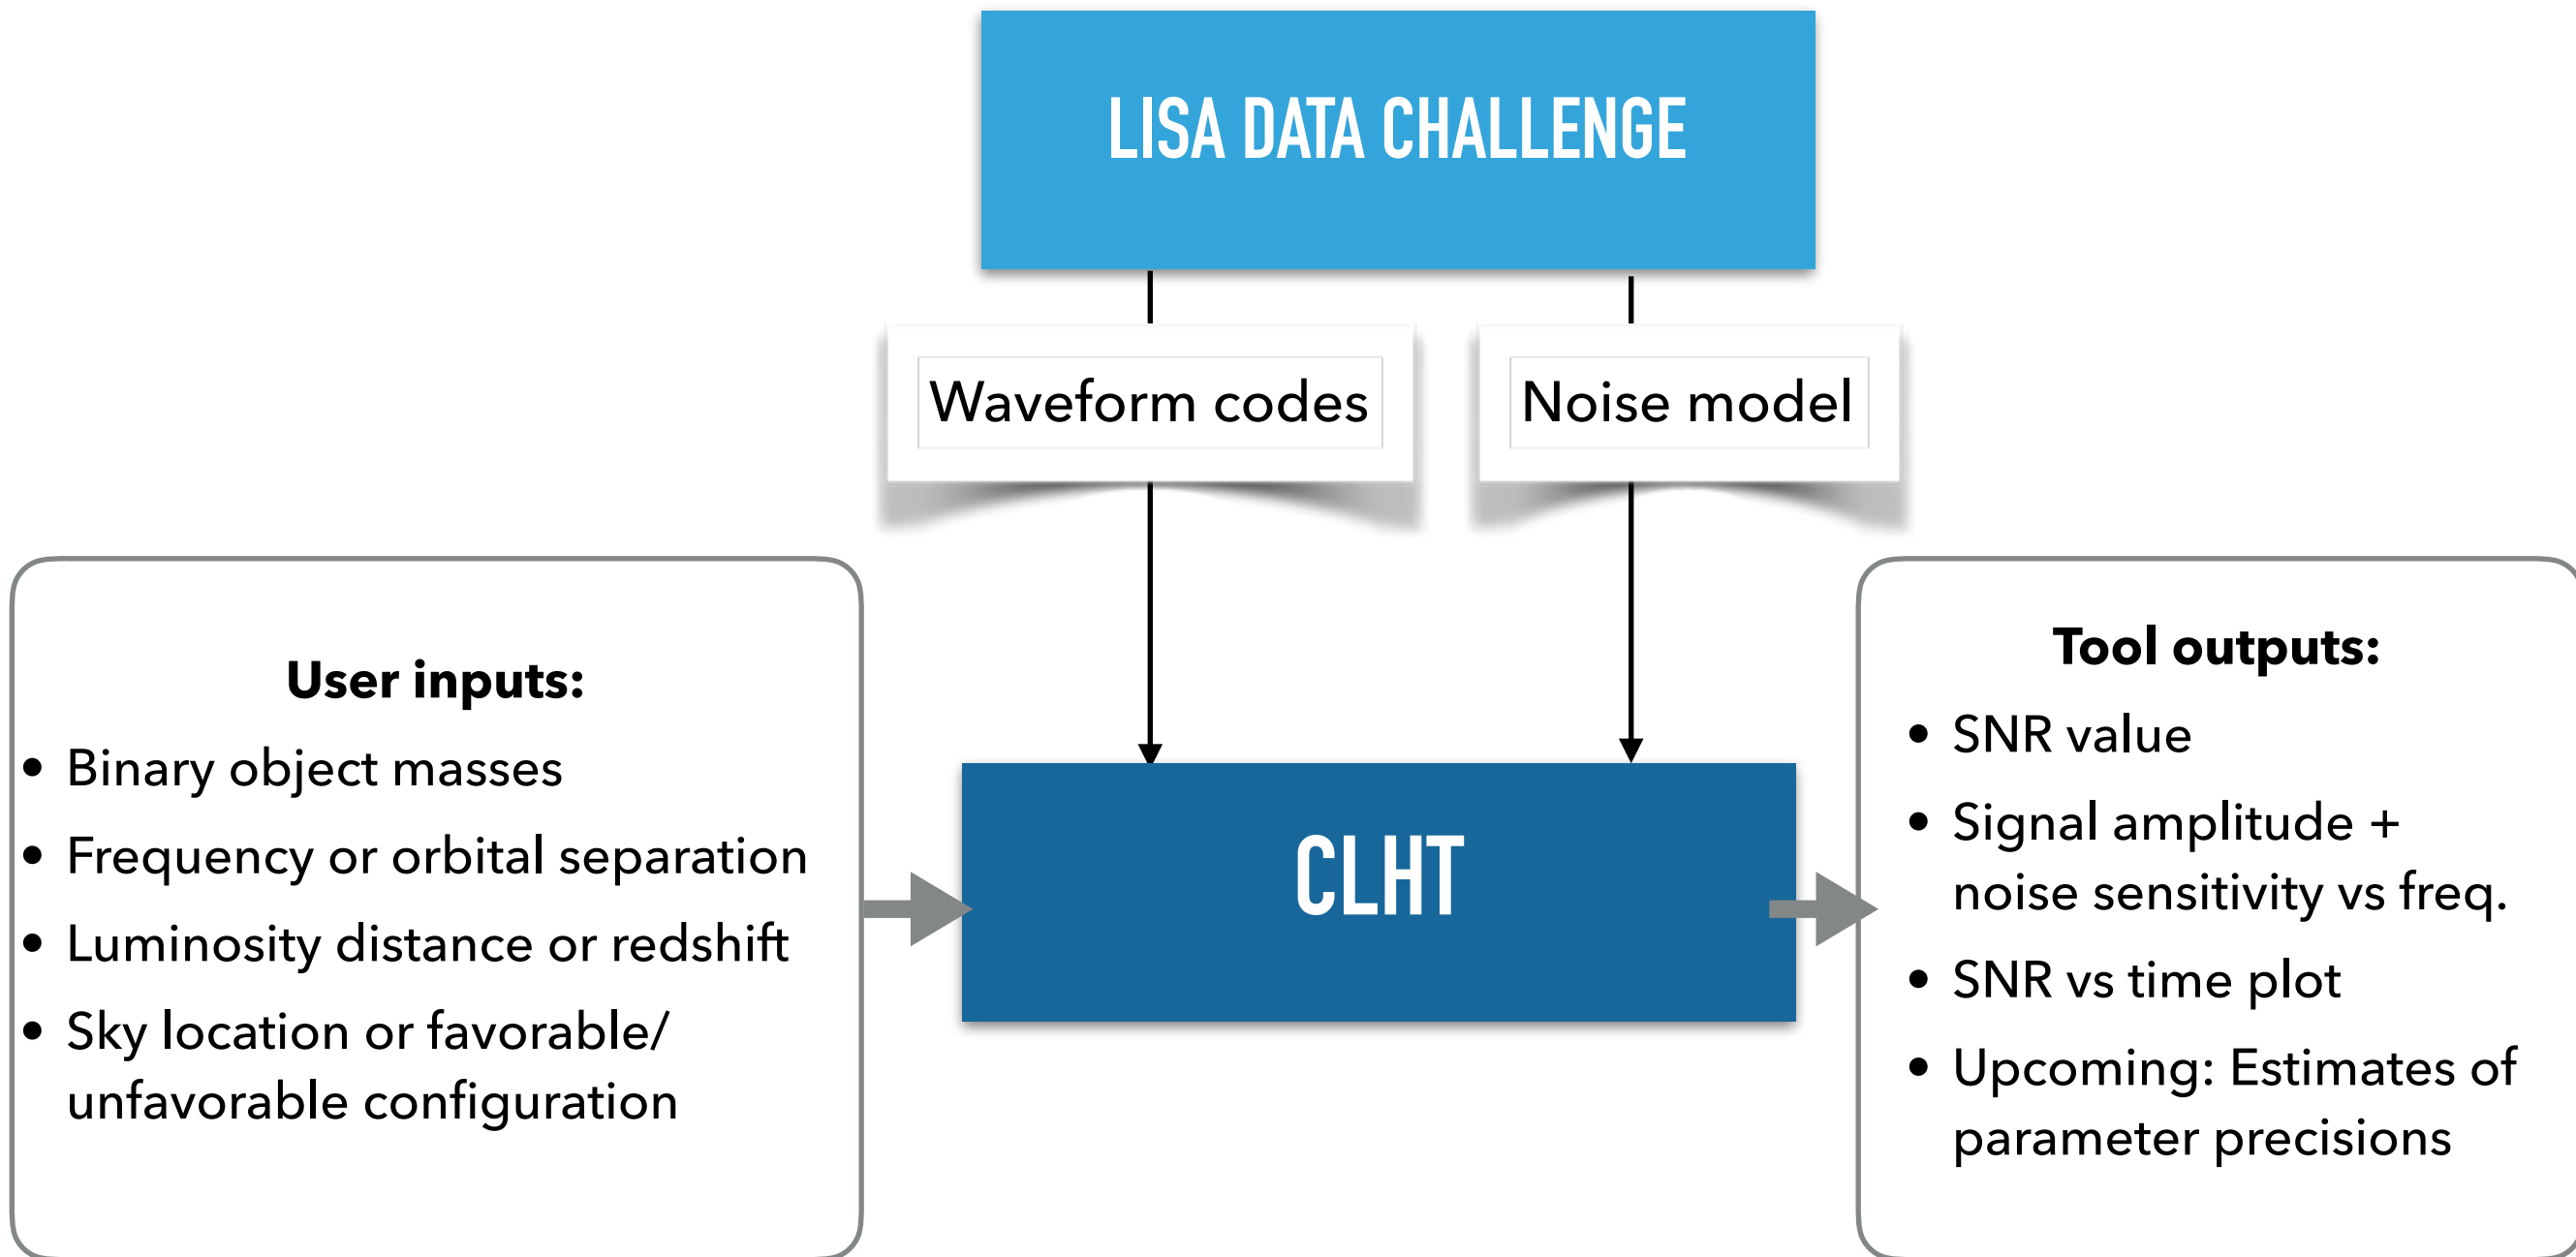 LISA DATA CHALLENGE
Waveform codes
Noise model
User inputs:
• Binary object masses
• Frequency or orbital separation
• Luminosity distance or redshift
• Sky location or favorable/
unfavorable configuration
CLHT
Tool outputs:
• SNR value
• Signal amplitude +
noise sensitivity vs freq.
• SNR vs time plot
• Upcoming: Estimates of
parameter precisions